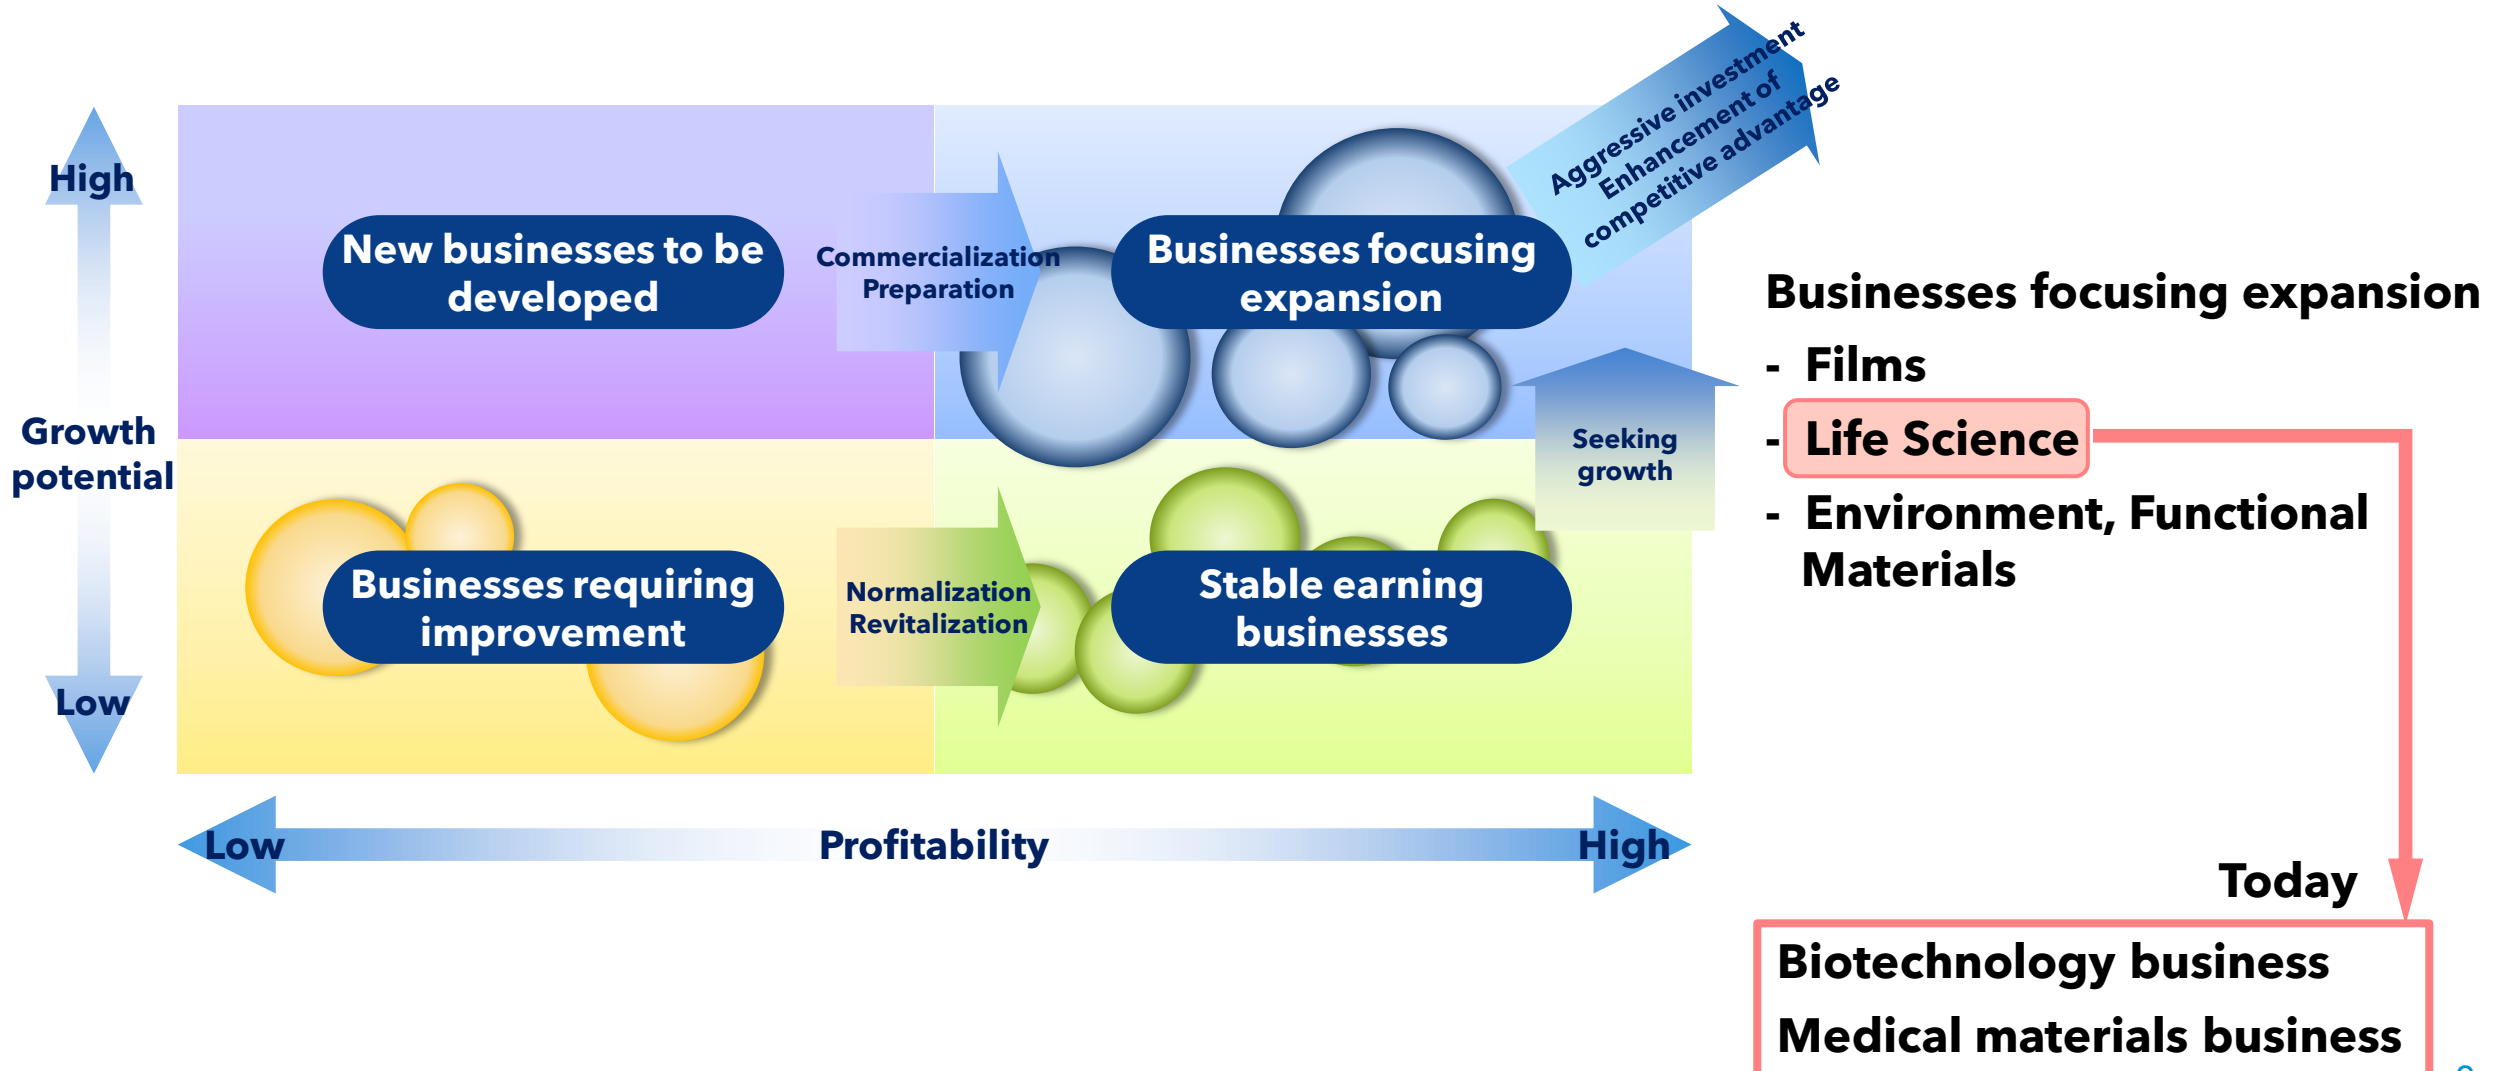 Aggressive investment
Enhancement of
competitive advantage
High
New businesses to be
developed
Commercialization
Preparation
Businesses focusing
expansion
Growth
potential
Seeking
growth
Businesses requiring
improvement
Normalization
Revitalization
Stable earning
businesses
Low
Low
Profitability
High
Businesses focusing expansion
- Films
- Life Science
- Environment, Functional
Materials
Today
Biotechnology business
Medical materials business